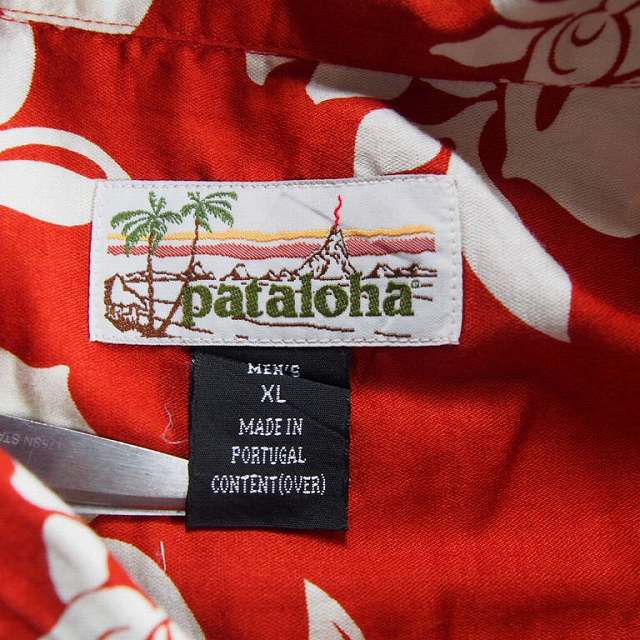 pataloha®
MEN'S
XL
MADE IN
PORTUGAL
CONTENT(OVER)